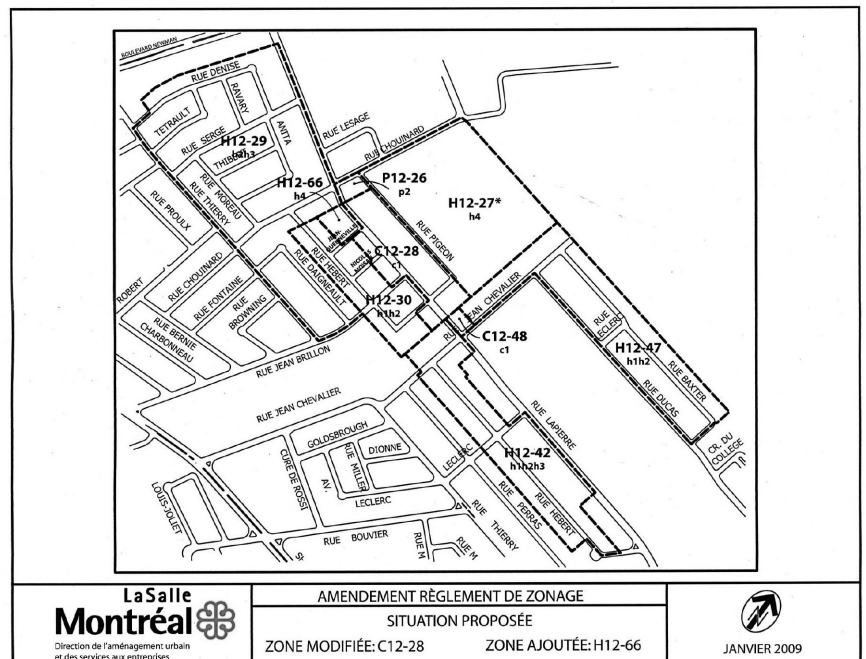 BOULEVARD NEWMAN
RUE DENISE
RAVARY
TETRAULT
ANITA
RUE SERGE
H12-29
h2h3
RUE LESAGE
RUE CHOUINARD
RUE MOREAU
RUE THIERRY
H12-66
h4
P12-26
p2
H12-27*
h4
RUE PROULX
RUE PIGEON
C12-28
c1
RUE HEBERT
RUE DAIGNEAULT
ROBERT
RUE CHOUINARD
RUE FONTAINE
RUE
BROWNING
RUE BERNIE
CHARBONNEAU
H12-30
h1h2
JEAN CHEVALIER
C12-48
c1
RUE
LECLERC
H12-47
h1h2
RUE BAXTER
RUE DUCAS
RUE JEAN BRILLON
RUE JEAN CHEVALIER
RUE LAPIERRE
GOLDSBROUGH
DIONNE
RUE MILLER
AV.
CURE DE ROSSI
LECLERC
LECLERC
H12-42
h1h2h3
CR. DU
COLLEGE
LOUIS-JOLIET
RUE BOUVIER
RUE M
RUE M
RUE THIERRY
RUE PERRAS
RUE HEBERT
LaSalle
Montréal
Direction de l'aménagement urbain
et des services aux entreprises
AMENDEMENT RÈGLEMENT DE ZONAGE
SITUATION PROPOSÉE
ZONE MODIFIÉE: C12-28 ZONE AJOUTÉE: H12-66
JANVIER 2009